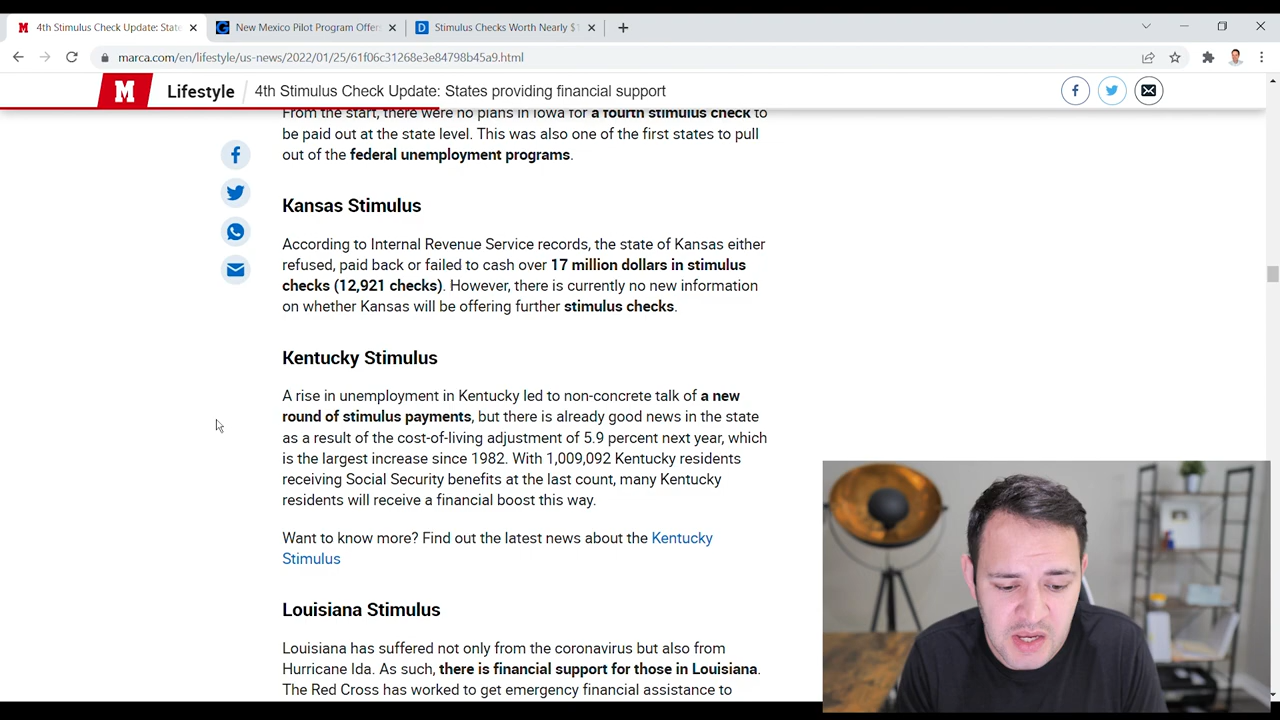 4th Stimulus Check Update: State
New Mexico Pilot Program Offer
Stimulus Checks Worth Nearly $1
marca.com/en/lifestyle/us-news/2022/01/25/61f06c31268e3e84798b45a9.html
M Lifestyle 4th Stimulus Check Update: States providing financial support
From the start, there were no plans in Iowa for a fourth stimulus check to
be paid out at the state level. This was also one of the first states to pull
out of the federal unemployment programs.
Kansas Stimulus
According to Internal Revenue Service records, the state of Kansas either
refused, paid back or failed to cash over 17 million dollars in stimulus
checks (12,921 checks). However, there is currently no new information
on whether Kansas will be offering further stimulus checks.
Kentucky Stimulus
A rise in unemployment in Kentucky led to non-concrete talk of a new
round of stimulus payments, but there is already good news in the state
as a result of the cost-of-living adjustment of 5.9 percent next year, which
is the largest increase since 1982. With 1,009,092 Kentucky residents
receiving Social Security benefits at the last count, many Kentucky
residents will receive a financial boost this way.
Want to know more? Find out the latest news about the Kentucky
Stimulus
Louisiana Stimulus
Louisiana has suffered not only from the coronavirus but also from
Hurricane Ida. As such, there is financial support for those in Louisiana.
The Red Cross has worked to get emergency financial assistance to